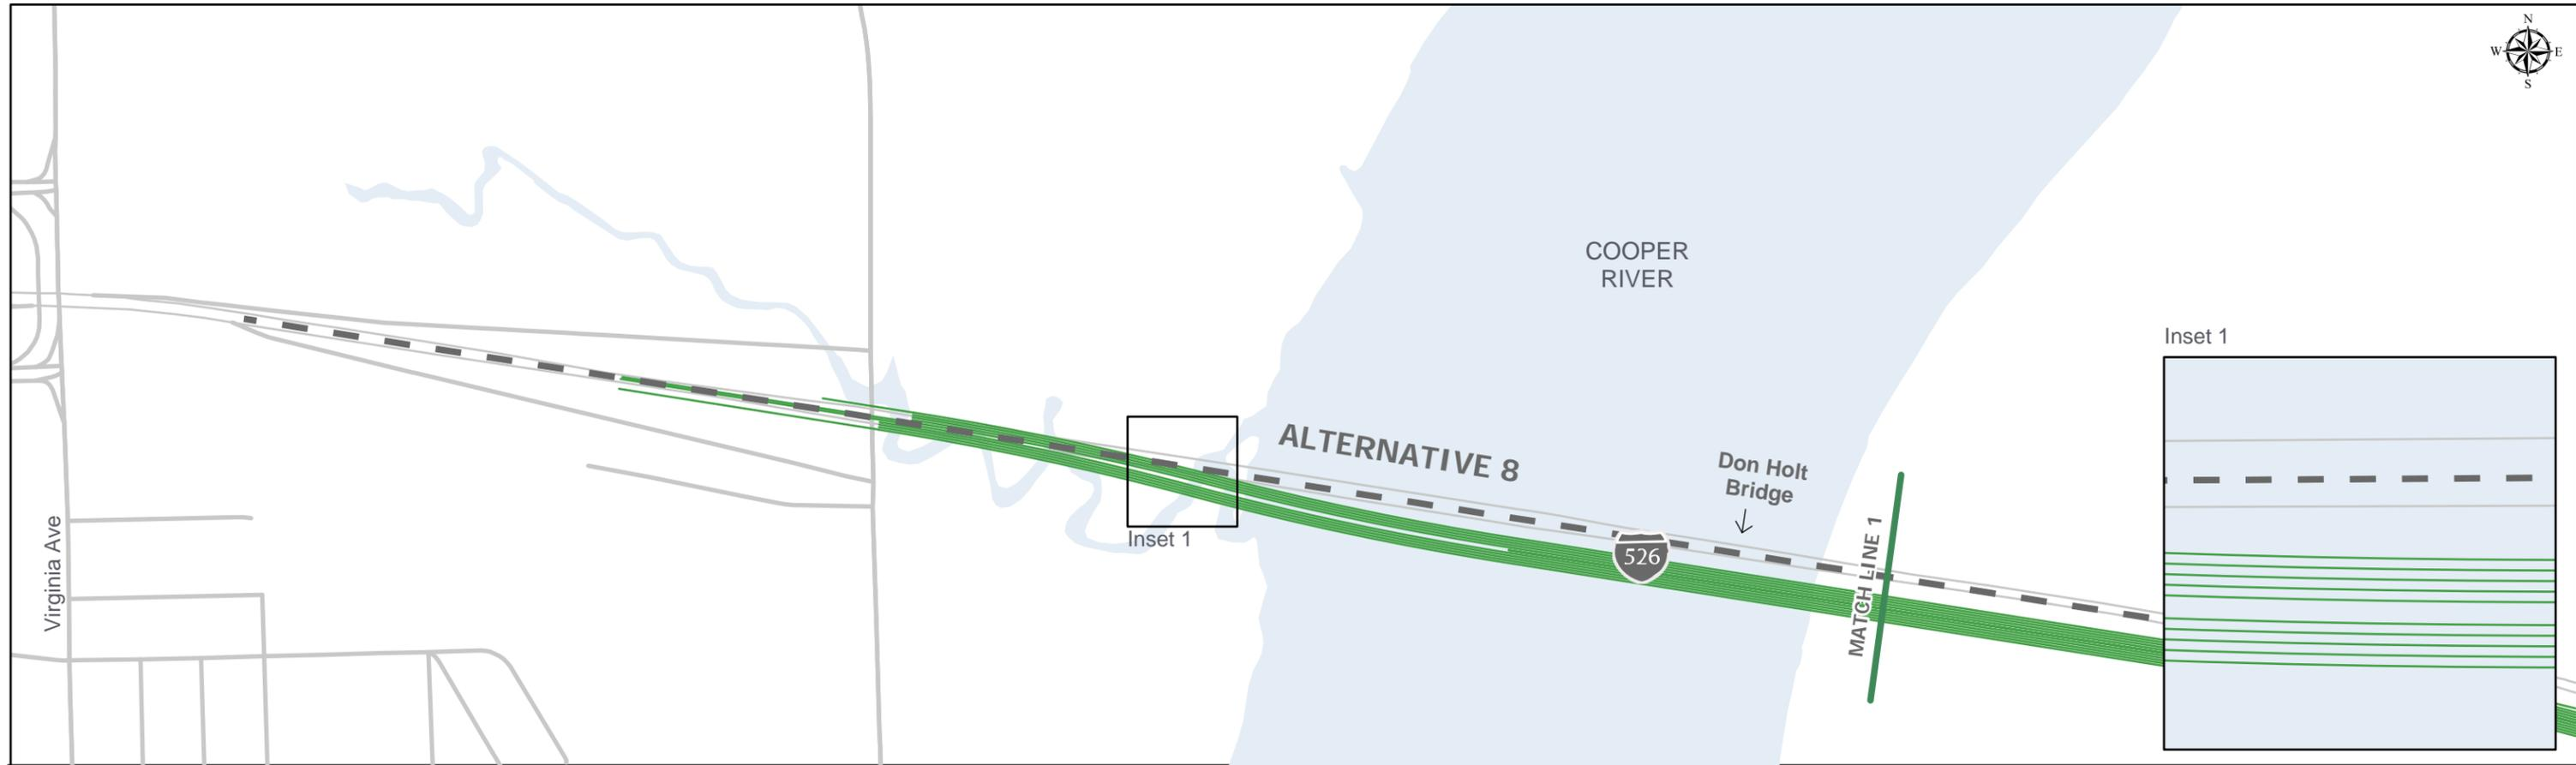 N
W E
S
COOPER
RIVER
Inset 1
ALTERNATIVE 8
Don Holt
Bridge
526
Inset 1
MATCH LINE 1
Virginia Ave